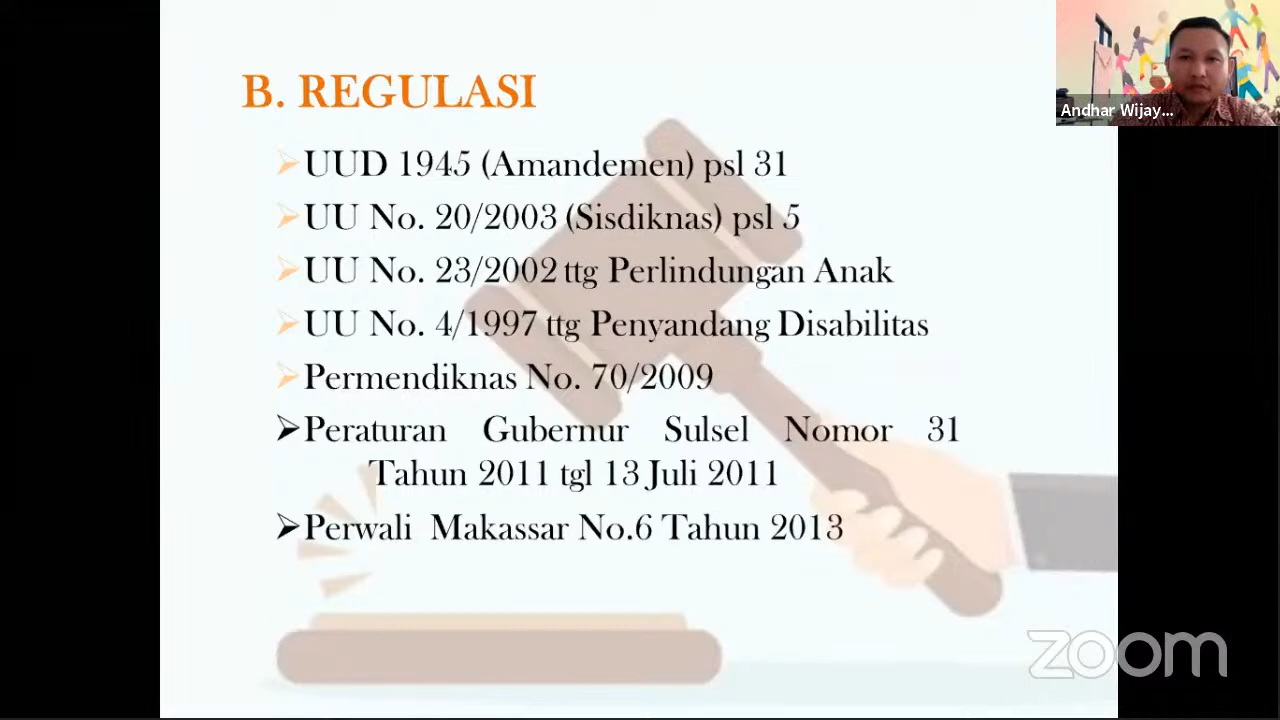 B. REGULASI
UUD 1945 (Amandemen) psl 31
UU No. 20/2003 (Sisdiknas) psl 5
UU No. 23/2002 ttg Perlindungan Anak
UU No. 4/1997 ttg Penyandang Disabilitas
Permendiknas No. 70/2009
Peraturan Gubernur Sulsel Nomor 31
Tahun 2011 tgl 13 Juli 2011
Perwali Makassar No.6 Tahun 2013
Andhar Wijay...
zoom